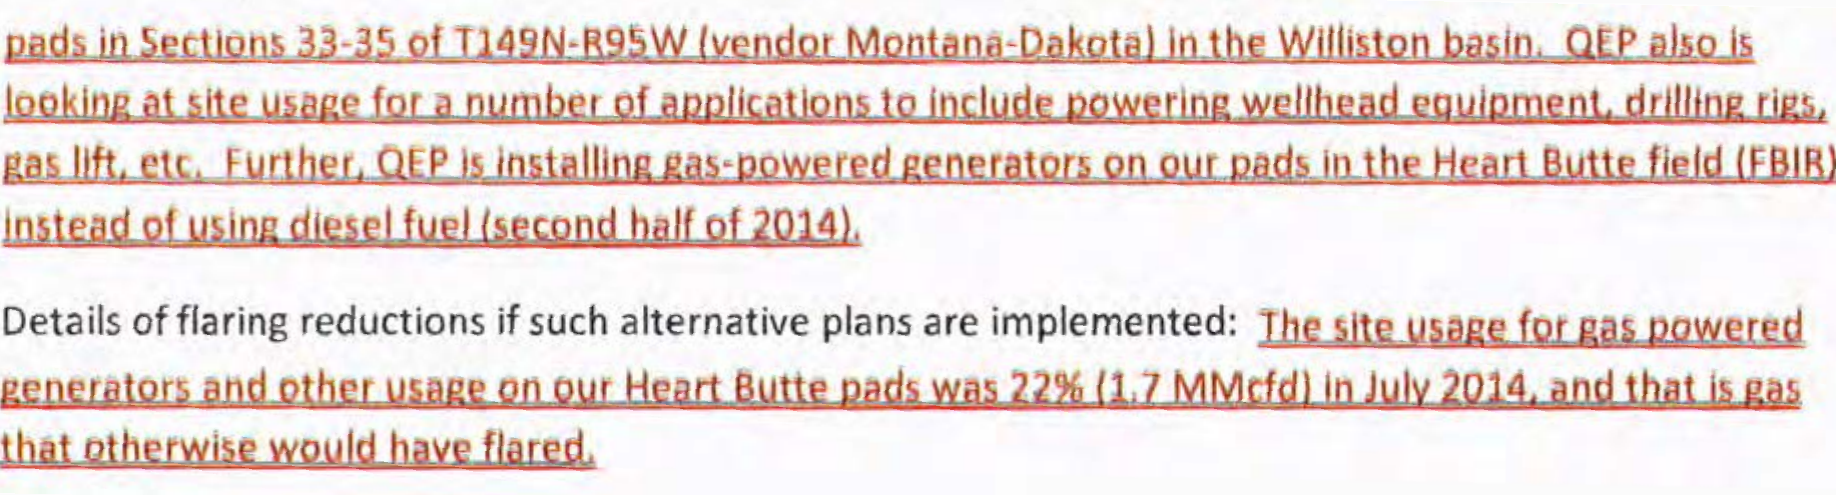 pads in Sections 33-35 of T149N-R95W (vendor Montana-Dakota) in the Williston basin.  QEP also is
looking at site usage for a number of applications to include powering wellhead equipment, drilling rigs,
gas lift, etc.  Further, QEP is installing gas-powered generators on our pads in the Heart Butte field (FBIR)
instead of using diesel fuel (second half of 2014).
Details of flaring reductions if such alternative plans are implemented:  The site usage for gas powered
generators and other usage on our Heart Butte pads was 22% (1.7 MMcfd) in July 2014, and that is gas
that otherwise would have flared.